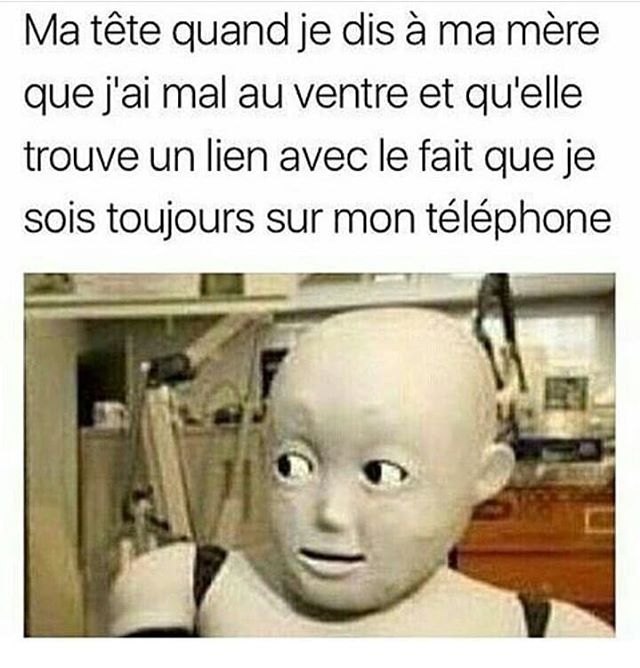 Ma tête quand je dis à ma mère
que j'ai mal au ventre et qu'elle
trouve un lien avec le fait que je
sois toujours sur mon téléphone